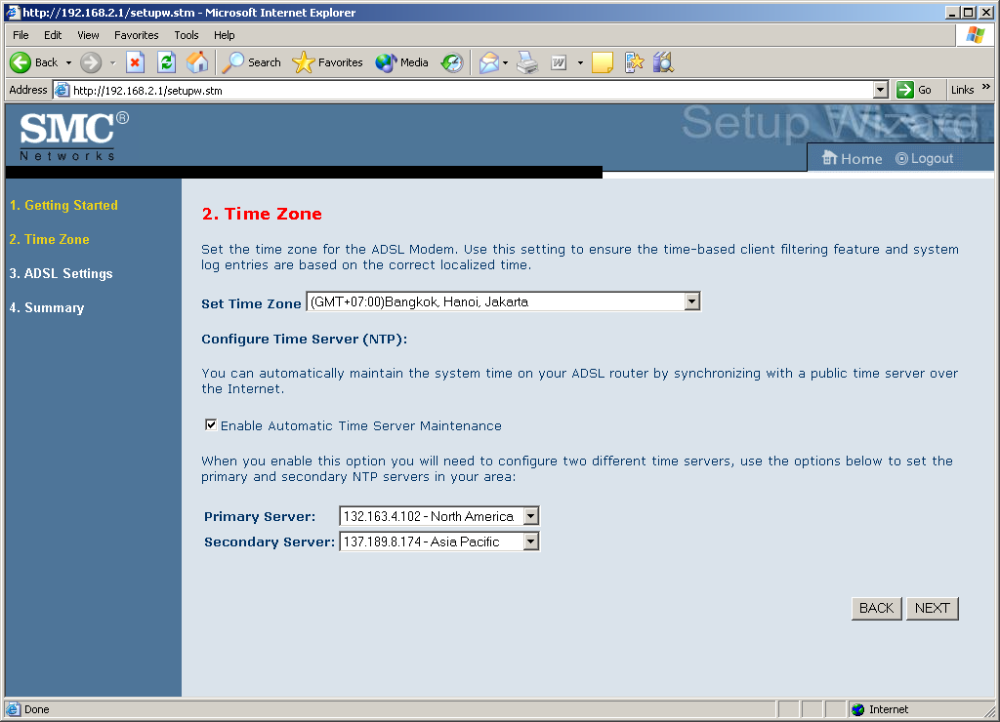 http://192.168.2.1/setupw.stm - Microsoft Internet Explorer
File Edit View Favorites Tools Help
Back Search Favorites Media
Address http://192.168.2.1/setupw.stm Go Links »
SMC®
Networks
Setup Wizard
Home Logout
1. Getting Started
2. Time Zone
3. ADSL Settings
4. Summary
2. Time Zone
Set the time zone for the ADSL Modem. Use this setting to ensure the time-based client filtering feature and system
log entries are based on the correct localized time.
Set Time Zone (GMT+07:00)Bangkok, Hanoi, Jakarta
Configure Time Server (NTP):
You can automatically maintain the system time on your ADSL router by synchronizing with a public time server over
the Internet.
Enable Automatic Time Server Maintenance
When you enable this option you will need to configure two different time servers, use the options below to set the
primary and secondary NTP servers in your area:
Primary Server: 132.163.4.102 - North America
Secondary Server: 137.189.8.174 - Asia Pacific
BACK NEXT
Done Internet